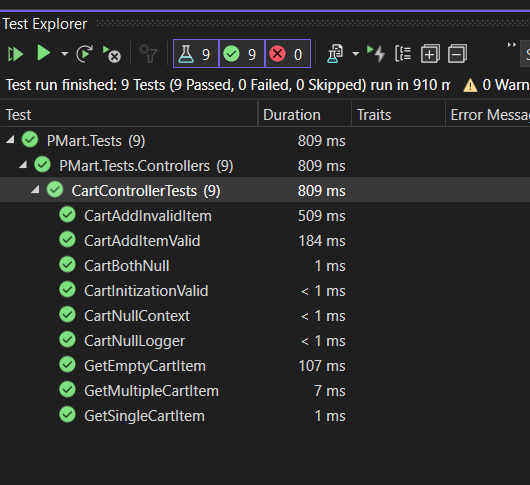 Test Explorer
9 9 0
Test run finished: 9 Tests (9 Passed, 0 Failed, 0 Skipped) run in 910 m 0 Warn
Test Duration Traits Error Messa
PMart.Tests (9) 809 ms
PMart.Tests.Controllers (9) 809 ms
CartControllerTests (9) 809 ms
CartAddInvalidItem 509 ms
CartAddItemValid 184 ms
CartBothNull 1 ms
CartInitizationValid < 1 ms
CartNullContext < 1 ms
CartNullLogger < 1 ms
GetEmptyCartItem 107 ms
GetMultipleCartItem 7 ms
GetSingleCartItem 1 ms